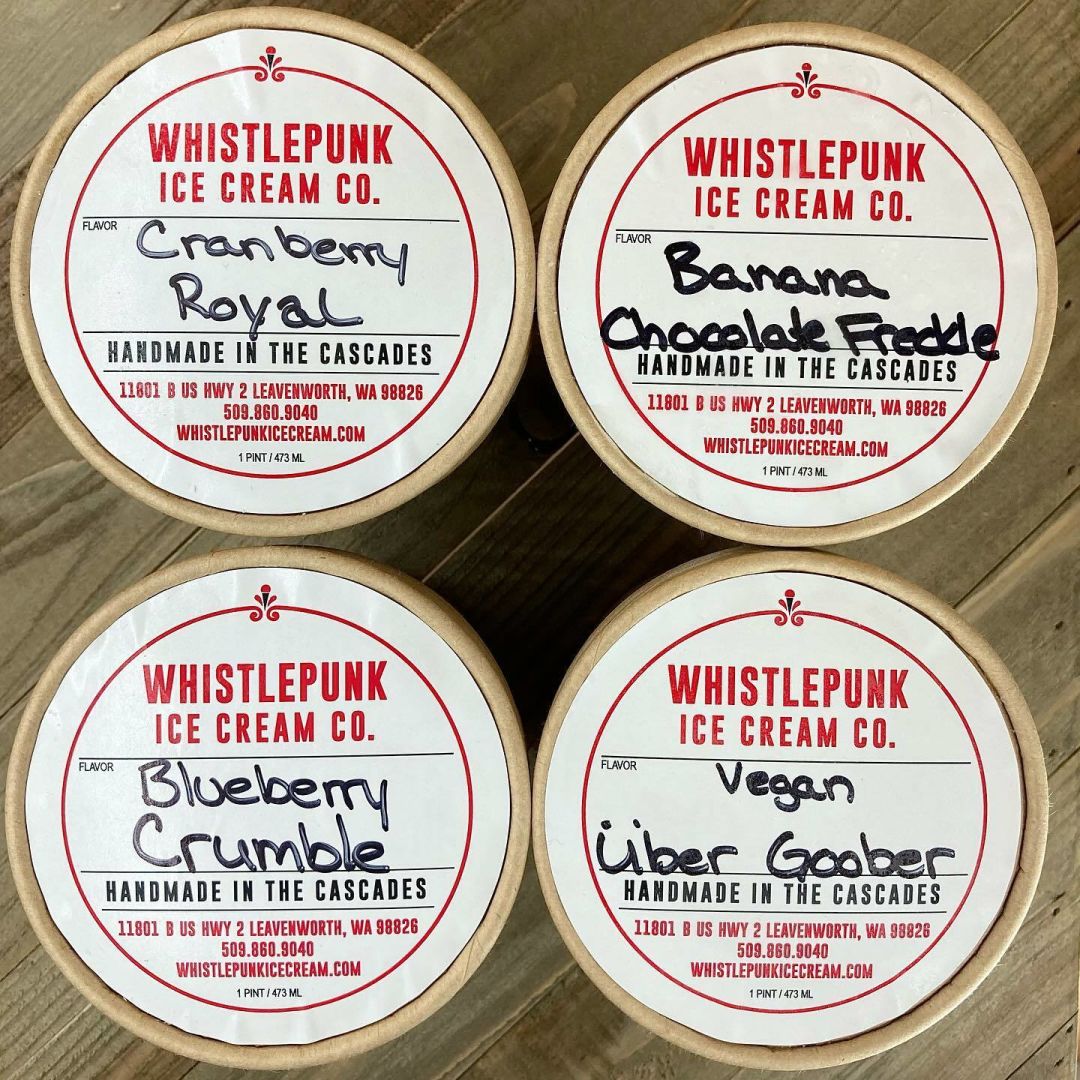 WHISTLEPUNK
ICE CREAM CO.
FLAVOR
Cranberry
Royal
HANDMADE IN THE CASCADES
11801 B US HWY 2 LEAVENWORTH, WA 98826
509.860.9040
WHISTLEPUNKICECREAM.COM
1 PINT / 473 ML
WHISTLEPUNK
ICE CREAM CO.
FLAVOR
Banana
Chocolate Freckle
HANDMADE IN THE CASCADES
11801 B US HWY 2 LEAVENWORTH, WA 98826
509.860.9040
WHISTLEPUNKICECREAM.COM
1 PINT / 473 ML
WHISTLEPUNK
ICE CREAM CO.
FLAVOR
Blueberry
Crumble
HANDMADE IN THE CASCADES
11801 B US HWY 2 LEAVENWORTH, WA 98826
509.860.9040
WHISTLEPUNKICECREAM.COM
1 PINT / 473 ML
WHISTLEPUNK
ICE CREAM CO.
FLAVOR
Vegan
Über Goober
HANDMADE IN THE CASCADES
11801 B US HWY 2 LEAVENWORTH, WA 98826
509.860.9040
WHISTLEPUNKICECREAM.COM
1 PINT / 473 ML